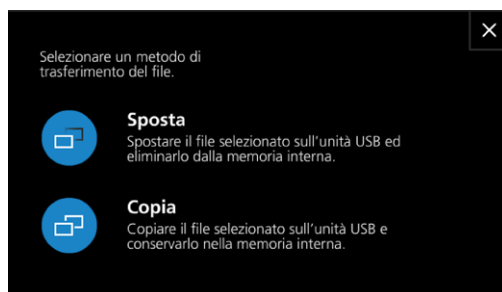 Selezionare un metodo di
trasferimento del file.
Sposta
Spostare il file selezionato sull'unità USB ed
eliminarlo dalla memoria interna.
Copia
Copiare il file selezionato sull'unità USB e
conservarlo nella memoria interna.